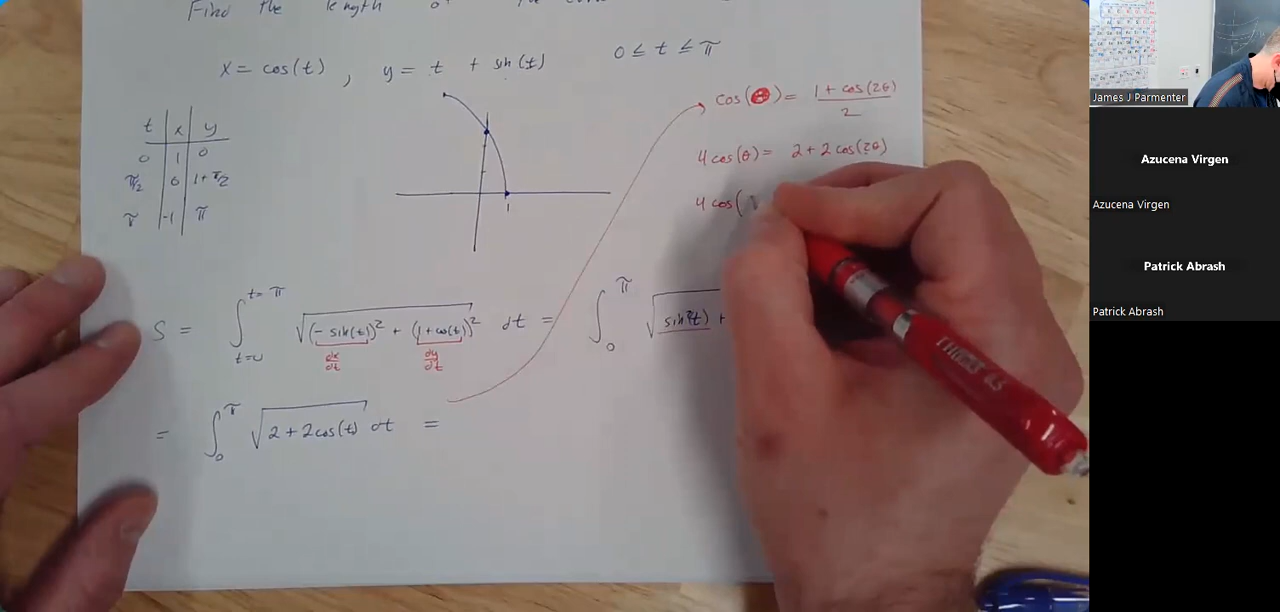 Find the length
x = cos(t) , y = t + sin(t) 0 ≤ t ≤ π
t x y
0 1 0
π/2 0 1+π/2
π -1 π
1
cos( ) = 1 + cos(2θ) / 2
4 cos(θ) = 2 + 2 cos(2θ)
4 cos(
S = ∫_{t=0}^{t=π} √((-sin(t))² + (1+cos(t))²) dt = ∫_0^π √(sin²(t) +
dx/dt dy/dt
= ∫_0^π √(2 + 2cos(t)) dt =
James J Parmenter
Azucena Virgen
Azucena Virgen
Patrick Abrash
Patrick Abrash